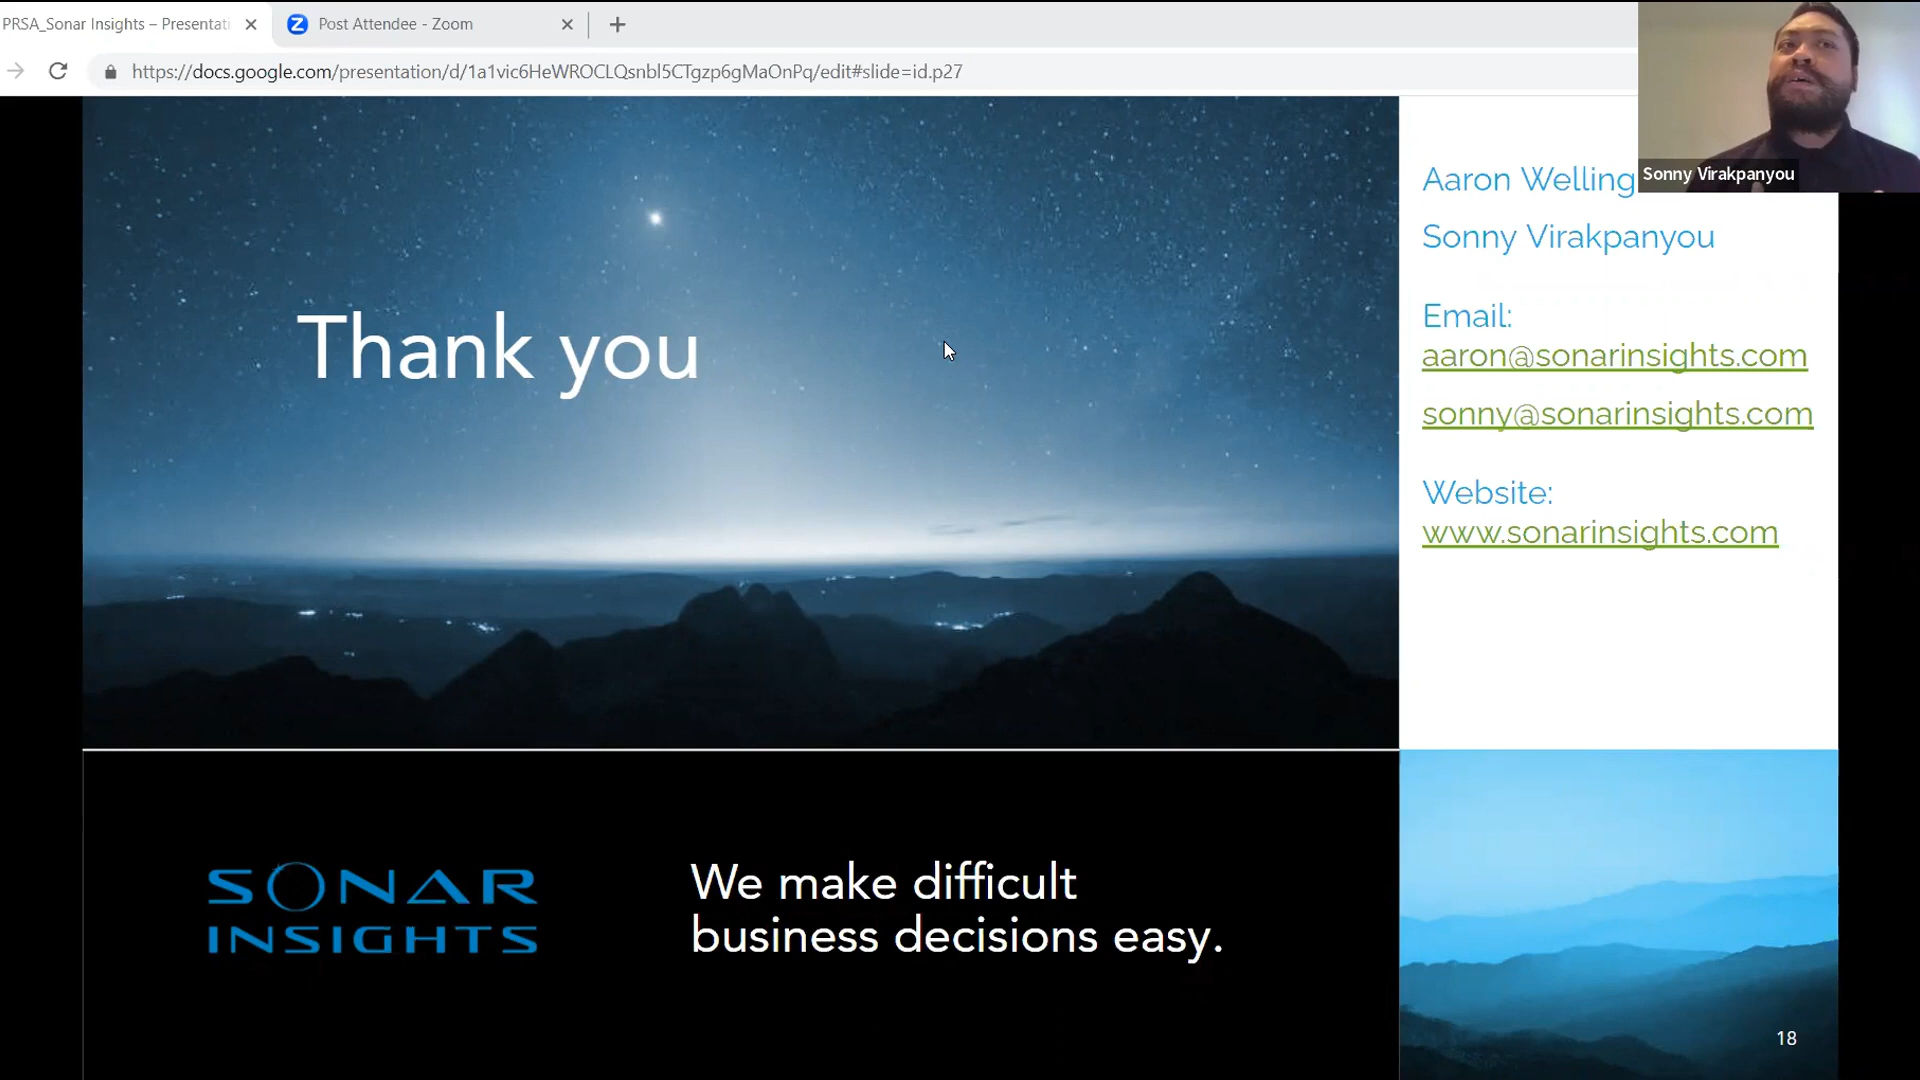 PRSA_Sonar Insights – Presentati
Post Attendee - Zoom
https://docs.google.com/presentation/d/1a1vic6HeWROCLQsnbl5CTgzp6gMaOnPq/edit#slide=id.p27
Sonny Virakpanyou
Aaron Welling
Sonny Virakpanyou
Email:
aaron@sonarinsights.com
sonny@sonarinsights.com
Website:
www.sonarinsights.com
Thank you
SONAR
INSIGHTS
We make difficult
business decisions easy.
18